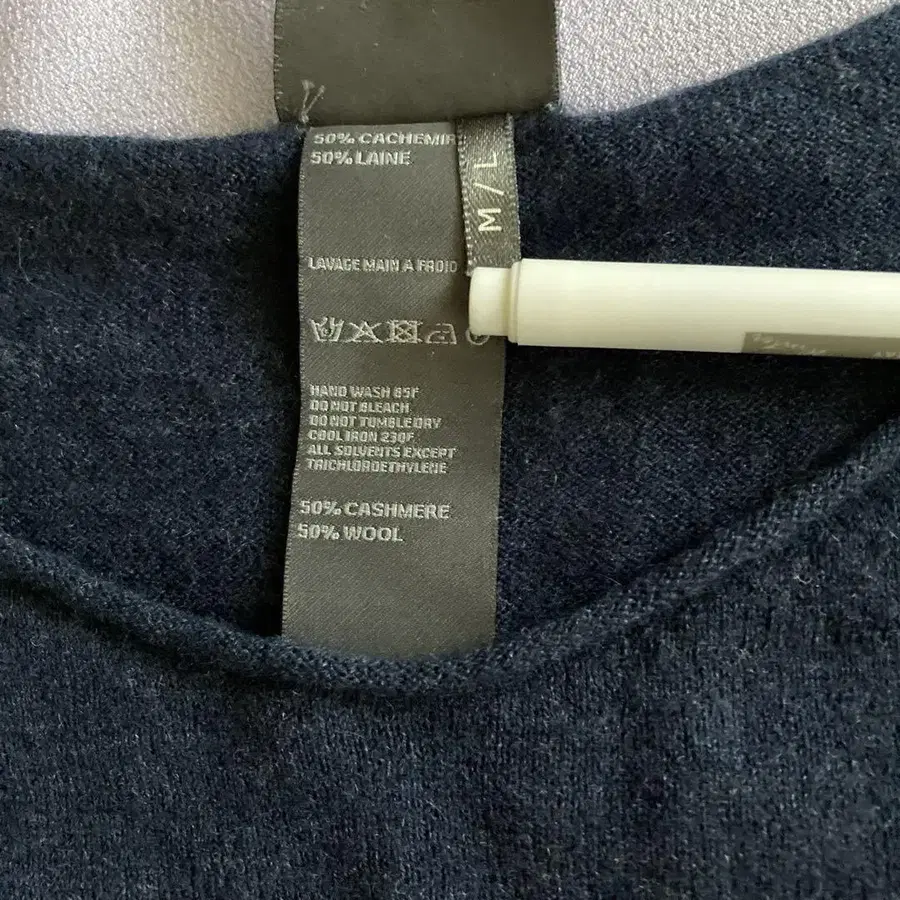 50% CACHEMIR
50% LAINE
M / L
LAVAGE MAIN A FROID
HAND WASH 85F
DO NOT BLEACH
DO NOT TUMBLE DRY
COOL IRON 230F
ALL SOLVENTS EXCEPT
TRICHLOROETHYLENE
50% CASHMERE
50% WOOL